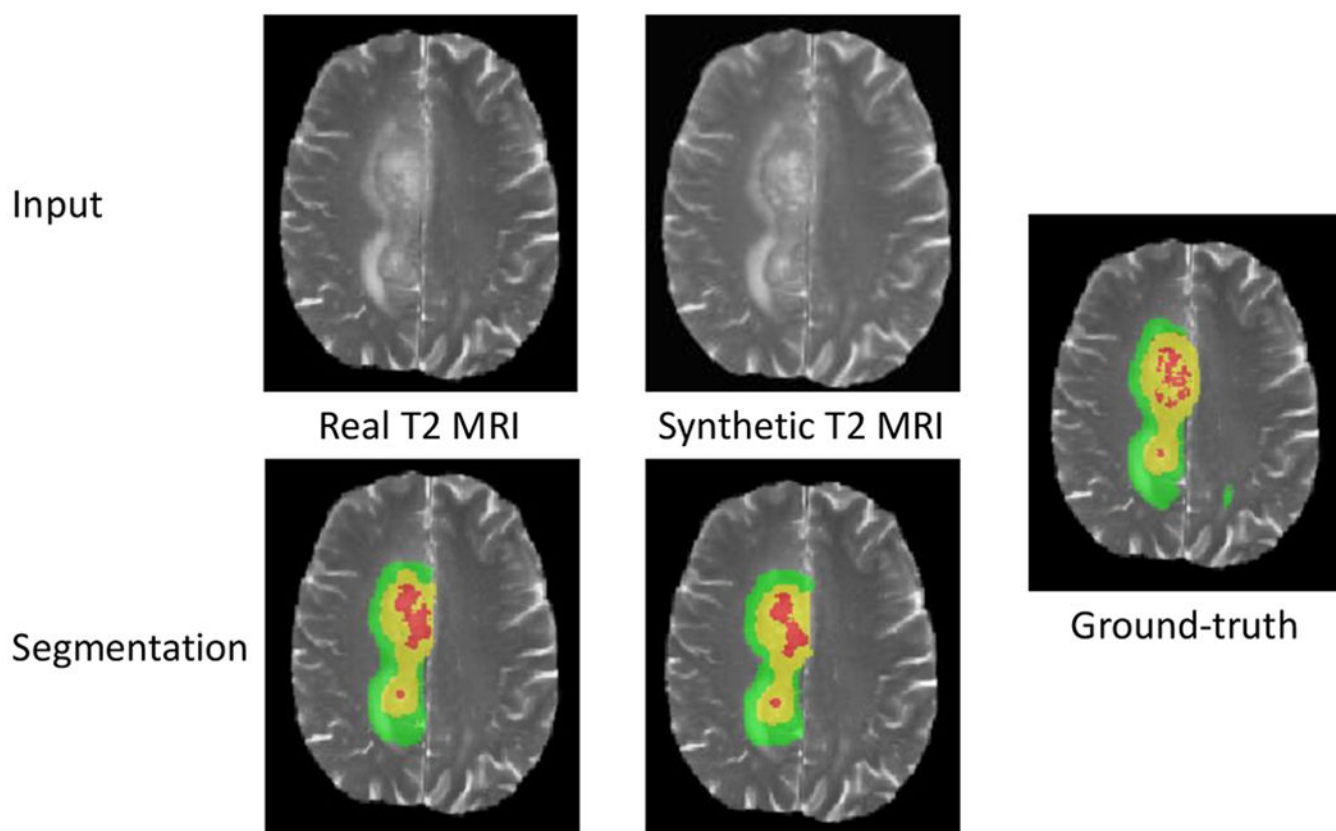 Input
Real T2 MRI
Synthetic T2 MRI
Segmentation
Ground-truth